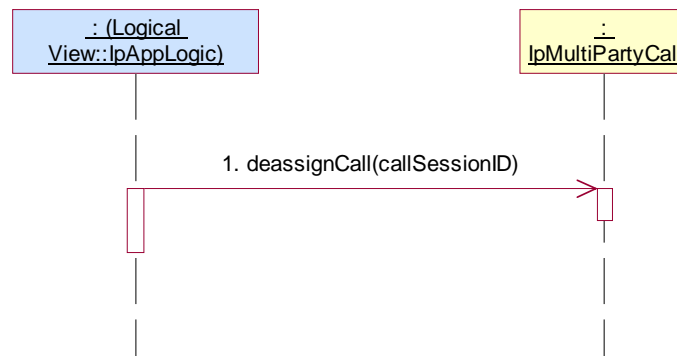 : (Logical
View::IpAppLogic)
:
IpMultiPartyCal
1. deassignCall(callSessionID)